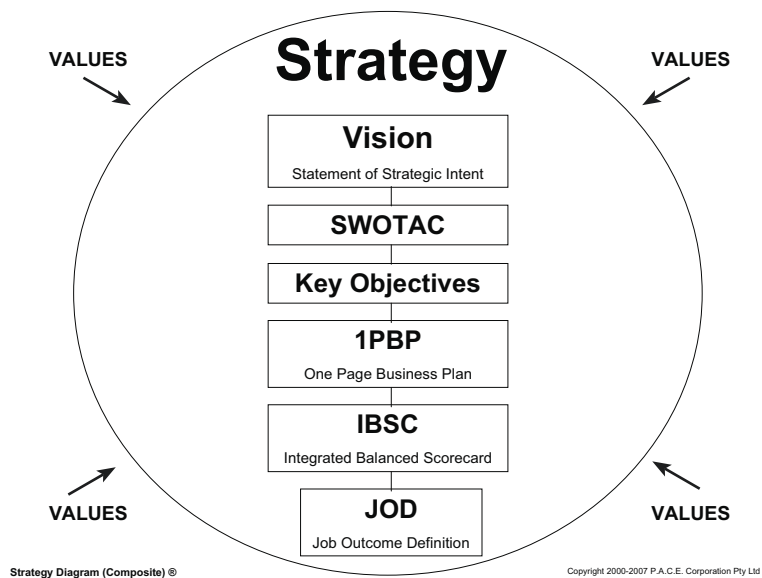 Strategy
VALUES
VALUES
Vision
Statement of Strategic Intent
SWOTAC
Key Objectives
1PBP
One Page Business Plan
IBSC
Integrated Balanced Scorecard
JOD
Job Outcome Definition
VALUES
VALUES
Strategy Diagram (Composite) ®
Copyright 2000-2007 P.A.C.E. Corporation Pty Ltd